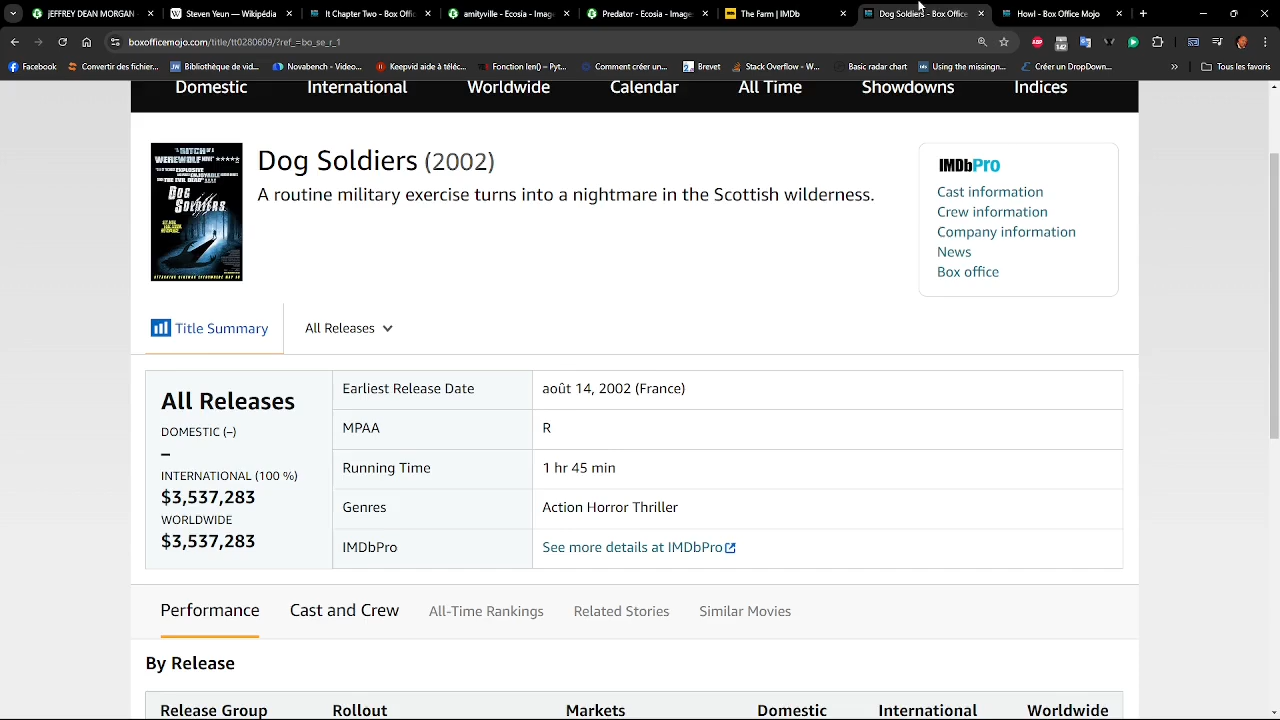 jEFFREY DEAN MORGAN
Steven Yeun — Wikipédia
It Chapter Two - Box Offic
amityville - Ecosia - Image
Predator - Ecosia - Images
The Farm | IMDb
Dog Soldiers - Box Office
Howl - Box Office Mojo
boxofficemojo.com/title/tt0280609/?ref_=bo_se_r_1
Facebook
Convertir des fichier...
Bibliothèque de vid...
Novabench - Video...
Keepvid aide à téléc...
Fonction len() – Pyt...
Comment créer un...
Brevet
Stack Overflow - W...
Basic radar chart
Using the missingn...
Créer un DropDown...
Tous les favoris
Domestic
International
Worldwide
Calendar
All Time
Showdowns
Indices
DOG
SOLDIERS
Dog Soldiers (2002)
A routine military exercise turns into a nightmare in the Scottish wilderness.
IMDbPro
Cast information
Crew information
Company information
News
Box office
Title Summary
All Releases
All Releases
DOMESTIC (–)
–
INTERNATIONAL (100 %)
$3,537,283
WORLDWIDE
$3,537,283
Earliest Release Date août 14, 2002 (France)
MPAA R
Running Time 1 hr 45 min
Genres Action Horror Thriller
IMDbPro See more details at IMDbPro
Performance
Cast and Crew
All-Time Rankings
Related Stories
Similar Movies
By Release
Release Group Rollout Markets Domestic International Worldwide